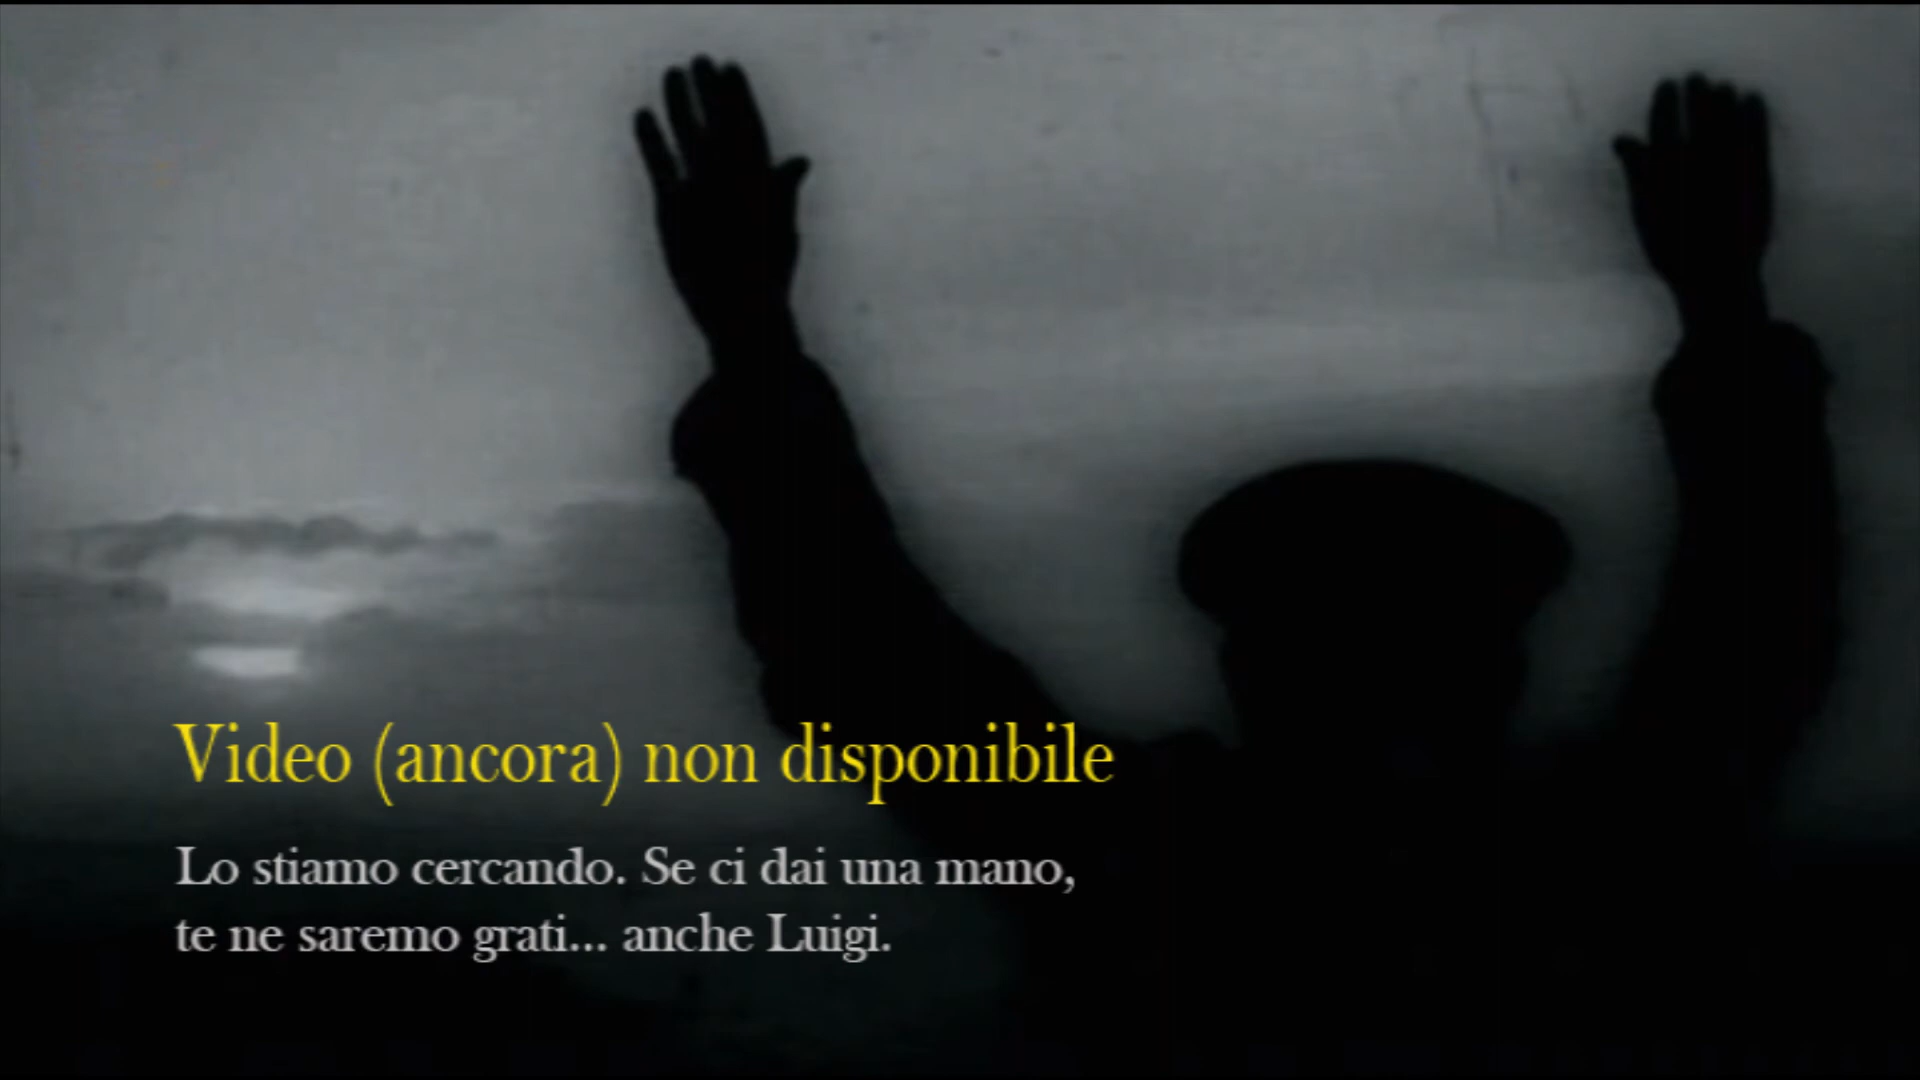 Video (ancora) non disponibile
Lo stiamo cercando. Se ci dai una mano,
te ne saremo grati... anche Luigi.